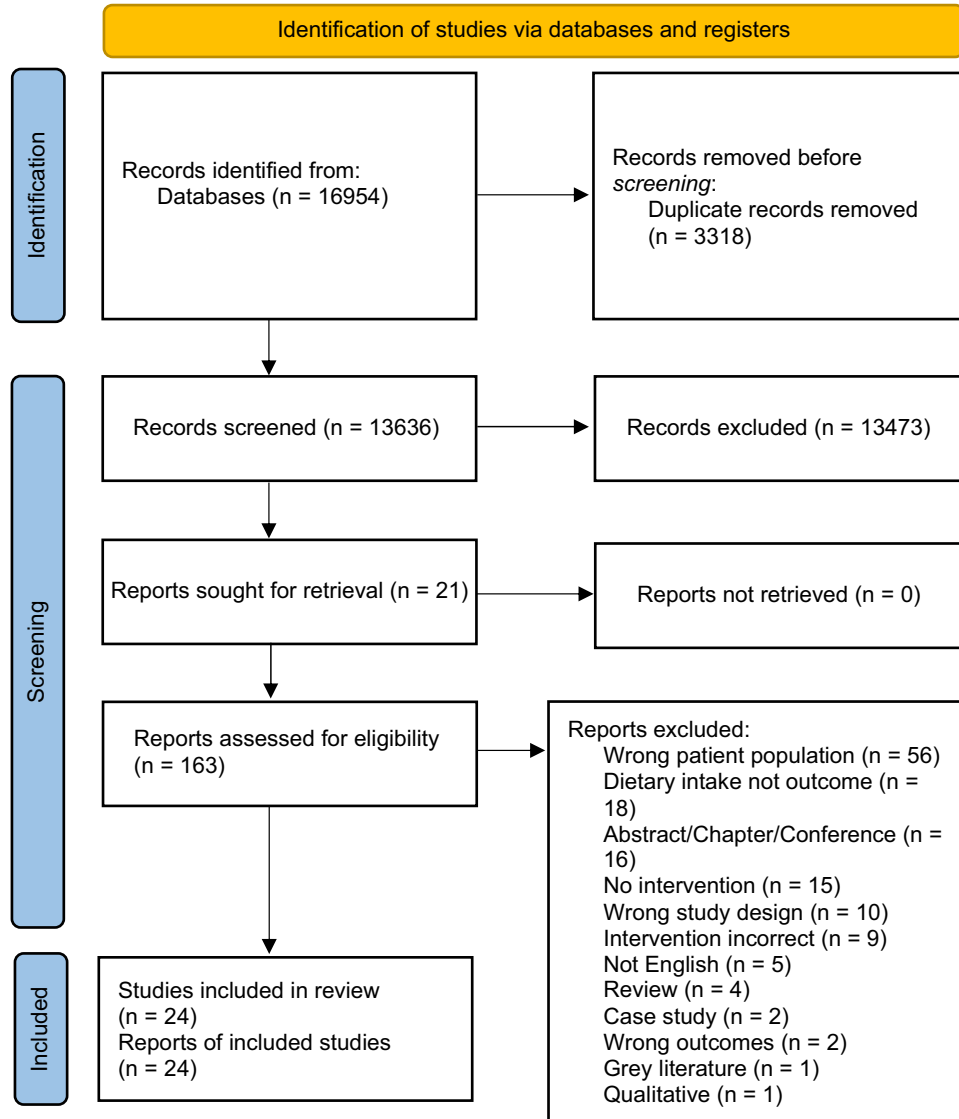 Identification of studies via databases and registers
Identification
Records identified from:
Databases (n = 16954)
Records removed before
screening:
Duplicate records removed
(n = 3318)
Screening
Records screened (n = 13636)
Records excluded (n = 13473)
Reports sought for retrieval (n = 21)
Reports not retrieved (n = 0)
Reports assessed for eligibility
(n = 163)
Reports excluded:
Wrong patient population (n = 56)
Dietary intake not outcome (n =
18)
Abstract/Chapter/Conference (n =
16)
No intervention (n = 15)
Wrong study design (n = 10)
Intervention incorrect (n = 9)
Not English (n = 5)
Review (n = 4)
Case study (n = 2)
Wrong outcomes (n = 2)
Grey literature (n = 1)
Qualitative (n = 1)
Included
Studies included in review
(n = 24)
Reports of included studies
(n = 24)